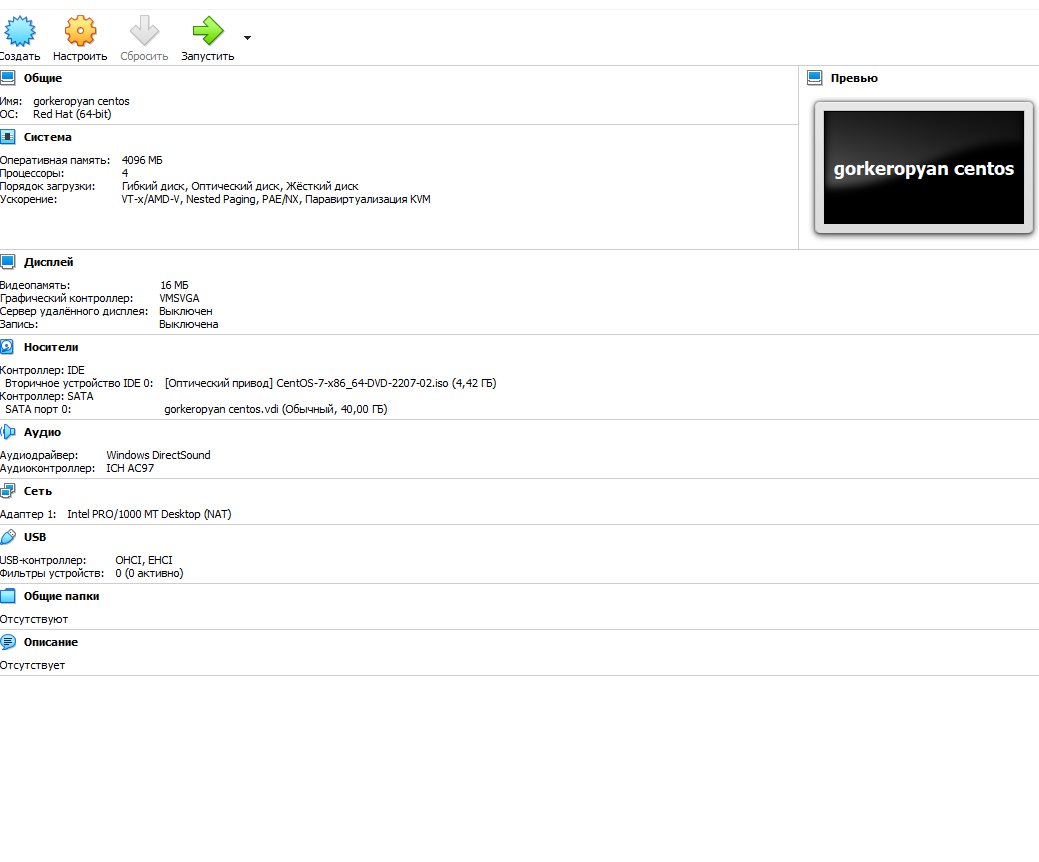 Создать Настроить Сбросить Запустить
Общие
Имя: gorkeropyan centos
ОС: Red Hat (64-bit)
Превью
gorkeropyan centos
Система
Оперативная память: 4096 МБ
Процессоры: 4
Порядок загрузки: Гибкий диск, Оптический диск, Жёсткий диск
Ускорение: VT-x/AMD-V, Nested Paging, PAE/NX, Паравиртуализация KVM
Дисплей
Видеопамять: 16 МБ
Графический контроллер: VMSVGA
Сервер удалённого дисплея: Выключен
Запись: Выключена
Носители
Контроллер: IDE
Вторичное устройство IDE 0: [Оптический привод] CentOS-7-x86_64-DVD-2207-02.iso (4,42 ГБ)
Контроллер: SATA
SATA порт 0: gorkeropyan centos.vdi (Обычный, 40,00 ГБ)
Аудио
Аудиодрайвер: Windows DirectSound
Аудиоконтроллер: ICH AC97
Сеть
Адаптер 1: Intel PRO/1000 MT Desktop (NAT)
USB
USB-контроллер: OHCI, EHCI
Фильтры устройств: 0 (0 активно)
Общие папки
Отсутствуют
Описание
Отсутствует